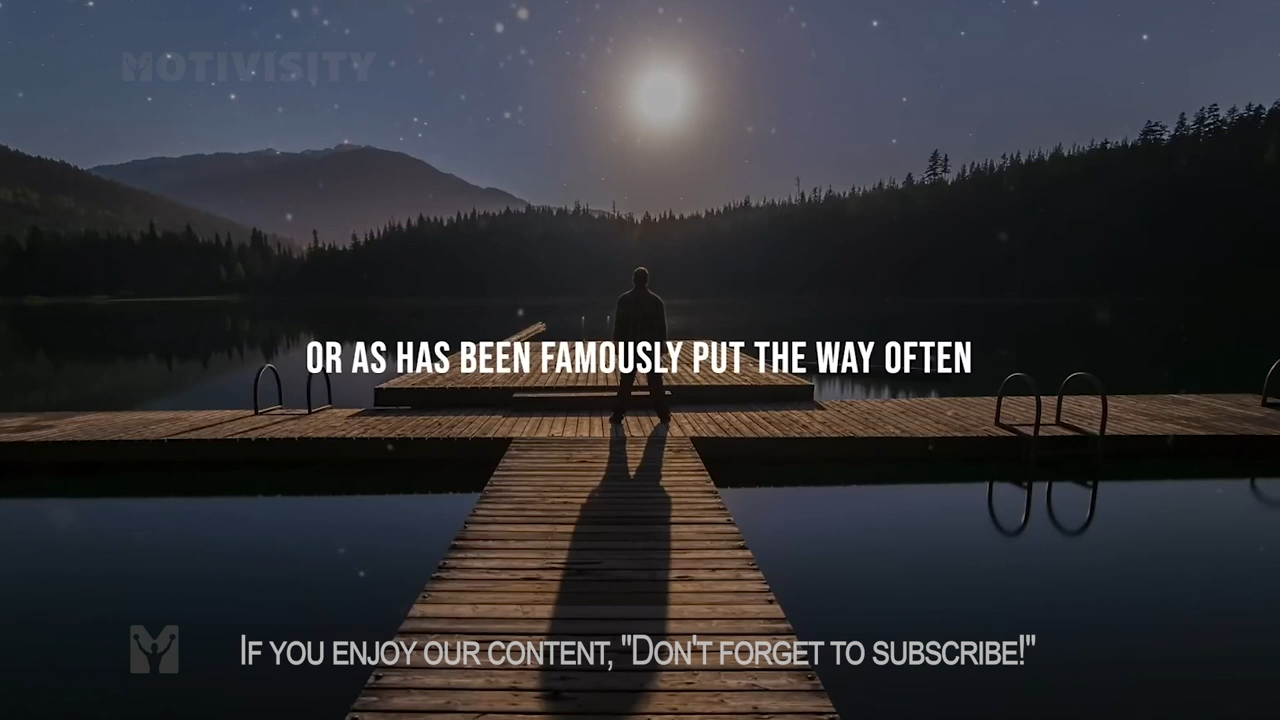 MOTIVISITY
OR AS HAS BEEN FAMOUSLY PUT THE WAY OFTEN
IF YOU ENJOY OUR CONTENT, "DON'T FORGET TO SUBSCRIBE!"